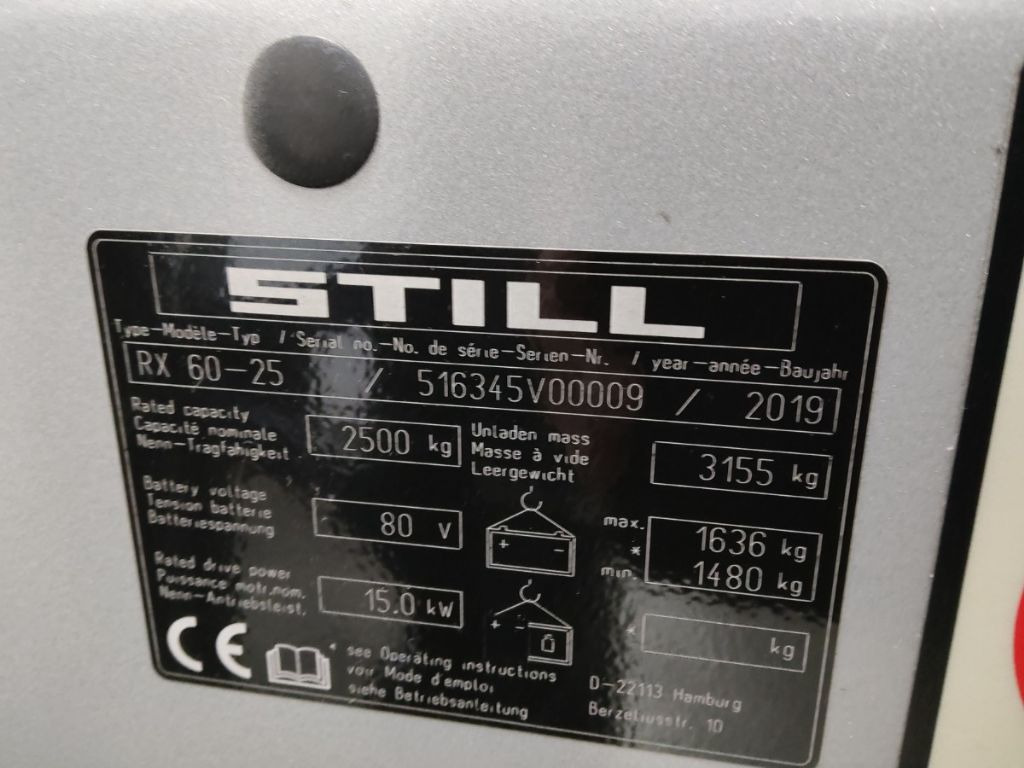 STILL
Type-Modèle-Typ / Serial no.-No. de série-Serien-Nr. / year-année-Baujahr
RX 60-25 / 516345V00009 / 2019
Rated capacity
Capacité nominale
Nenn-Tragfähigkeit
2500 kg
Unladen mass
Masse à vide
Leergewicht
3155 kg
Battery voltage
Tension batterie
Batteriespannung
80 V
+ -
max. 1636 kg
*
min. 1480 kg
Rated drive power
Puissance motr.nom.
Nenn-Antriebsleist.
15.0 kW
+ -
* kg
CE
* see Operating instructions
voir Mode d'emploi
siehe Betriebsanleitung
D-22113 Hamburg
Berzeliusstr. 10